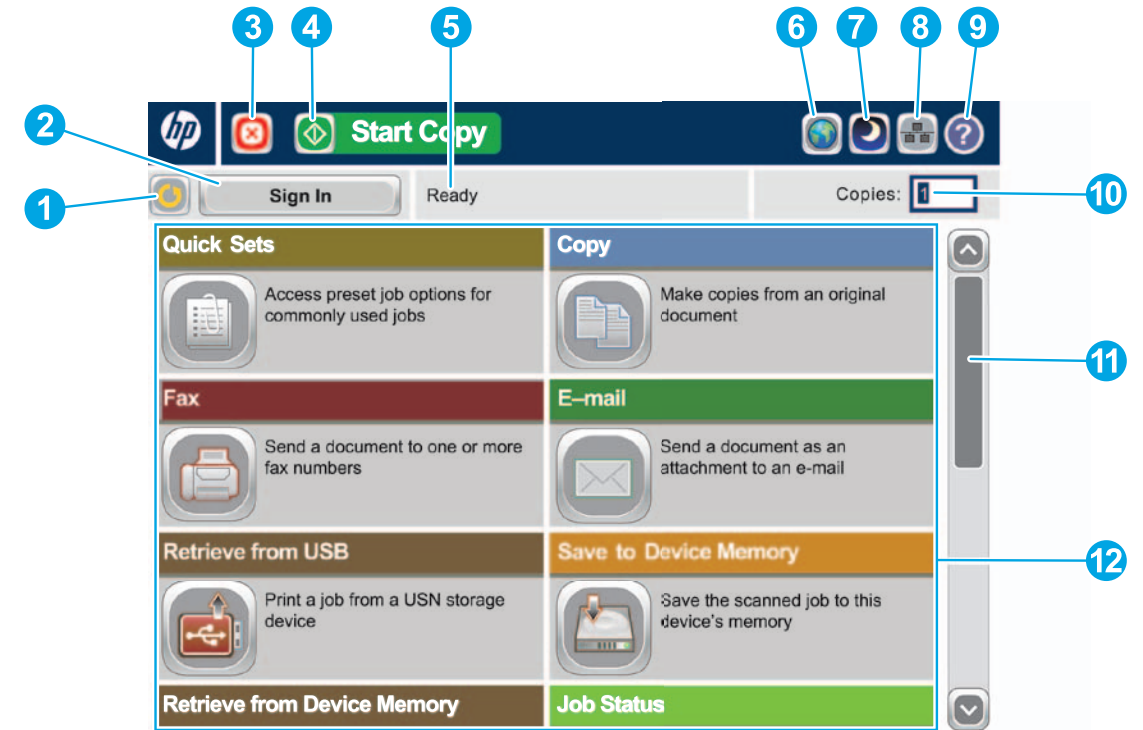 3 4 5 6 7 8 9
hp
2
Start Copy
?
1
Sign In
Ready
Copies: 1
10
Quick Sets
Copy
Access preset job options for
commonly used jobs
Make copies from an original
document
11
Fax
E–mail
Send a document to one or more
fax numbers
Send a document as an
attachment to an e-mail
Retrieve from USB
Save to Device Memory
12
Print a job from a USN storage
device
Save the scanned job to this
device's memory
Retrieve from Device Memory
Job Status